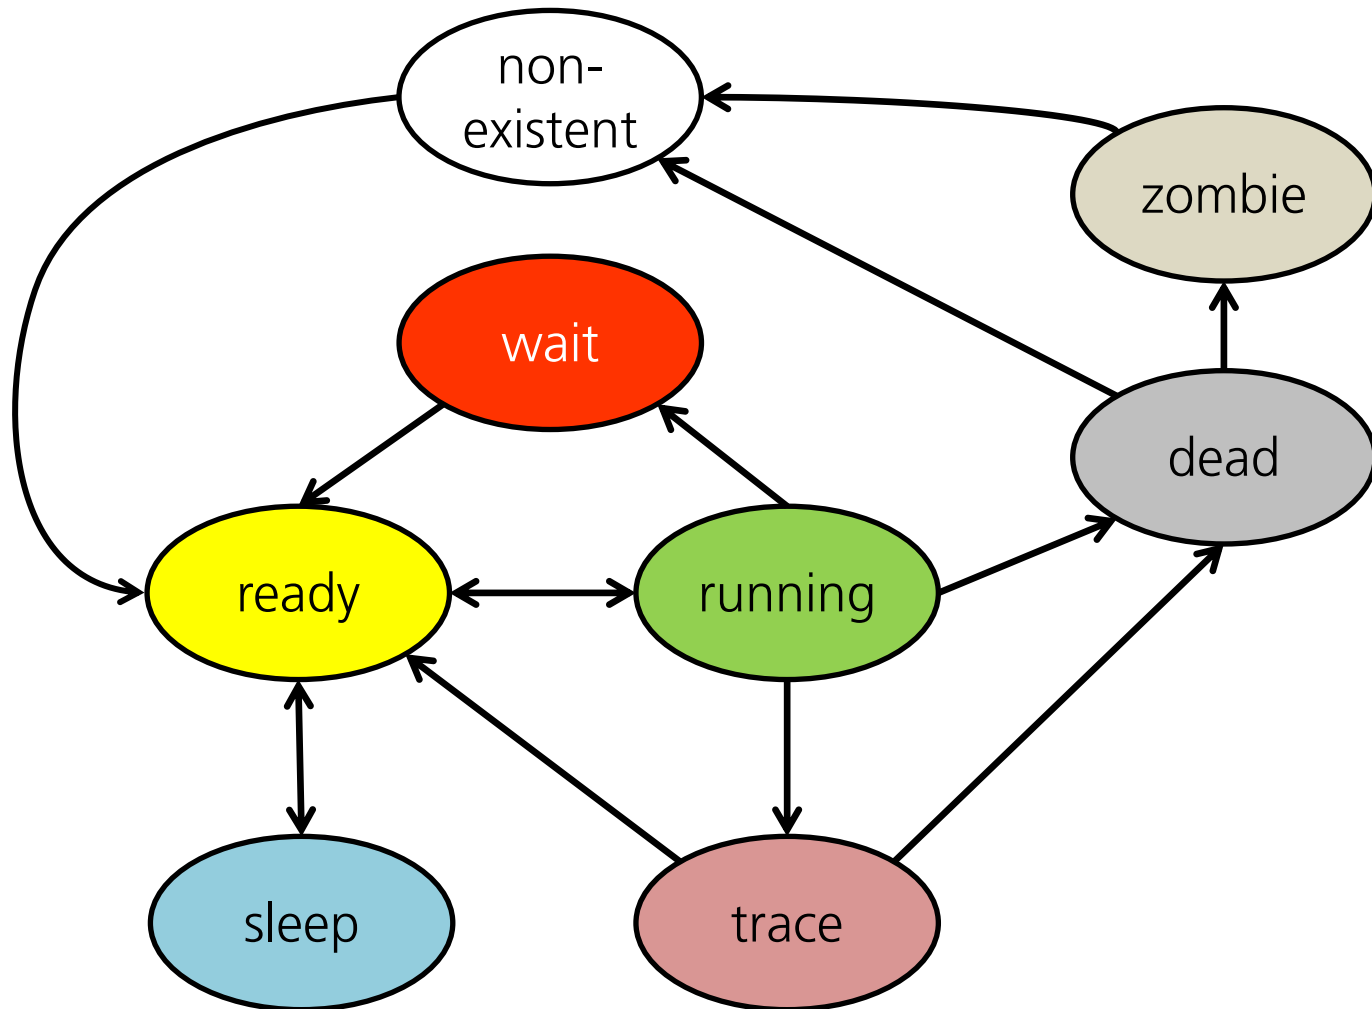 non-
existent
zombie
wait
dead
ready
running
sleep
trace